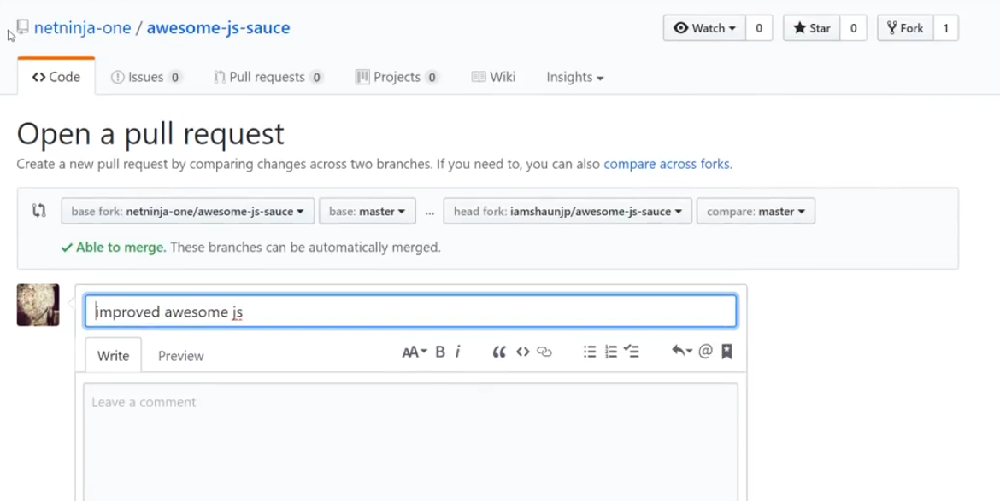 netninja-one / awesome-js-sauce Watch 0 Star 0 Fork 1
Code Issues 0 Pull requests 0 Projects 0 Wiki Insights
Open a pull request
Create a new pull request by comparing changes across two branches. If you need to, you can also compare across forks.
base fork: netninja-one/awesome-js-sauce base: master ... head fork: iamshaunjp/awesome-js-sauce compare: master
Able to merge. These branches can be automatically merged.
improved awesome js
Write Preview AA B i
Leave a comment